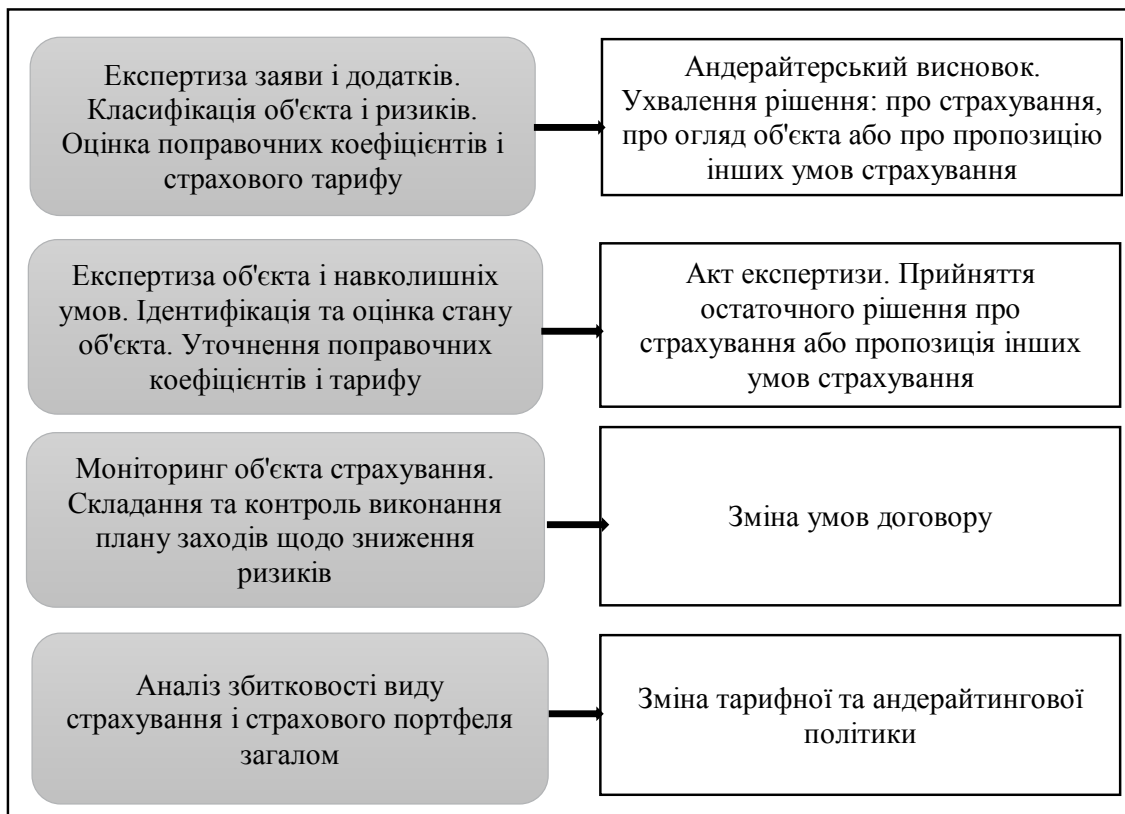 Експертиза заяви і додатків.
Класифікація об'єкта і ризиків.
Оцінка поправочних коефіцієнтів і
страхового тарифу
Андерайтерський висновок.
Ухвалення рішення: про страхування,
про огляд об'єкта або про пропозицію
інших умов страхування
Експертиза об'єкта і навколишніх
умов. Ідентифікація та оцінка стану
об'єкта. Уточнення поправочних
коефіцієнтів і тарифу
Акт експертизи. Прийняття
остаточного рішення про
страхування або пропозиція інших
умов страхування
Моніторинг об'єкта страхування.
Складання та контроль виконання
плану заходів щодо зниження
ризиків
Зміна умов договору
Аналіз збитковості виду
страхування і страхового портфеля
загалом
Зміна тарифної та андерайтингової
політики